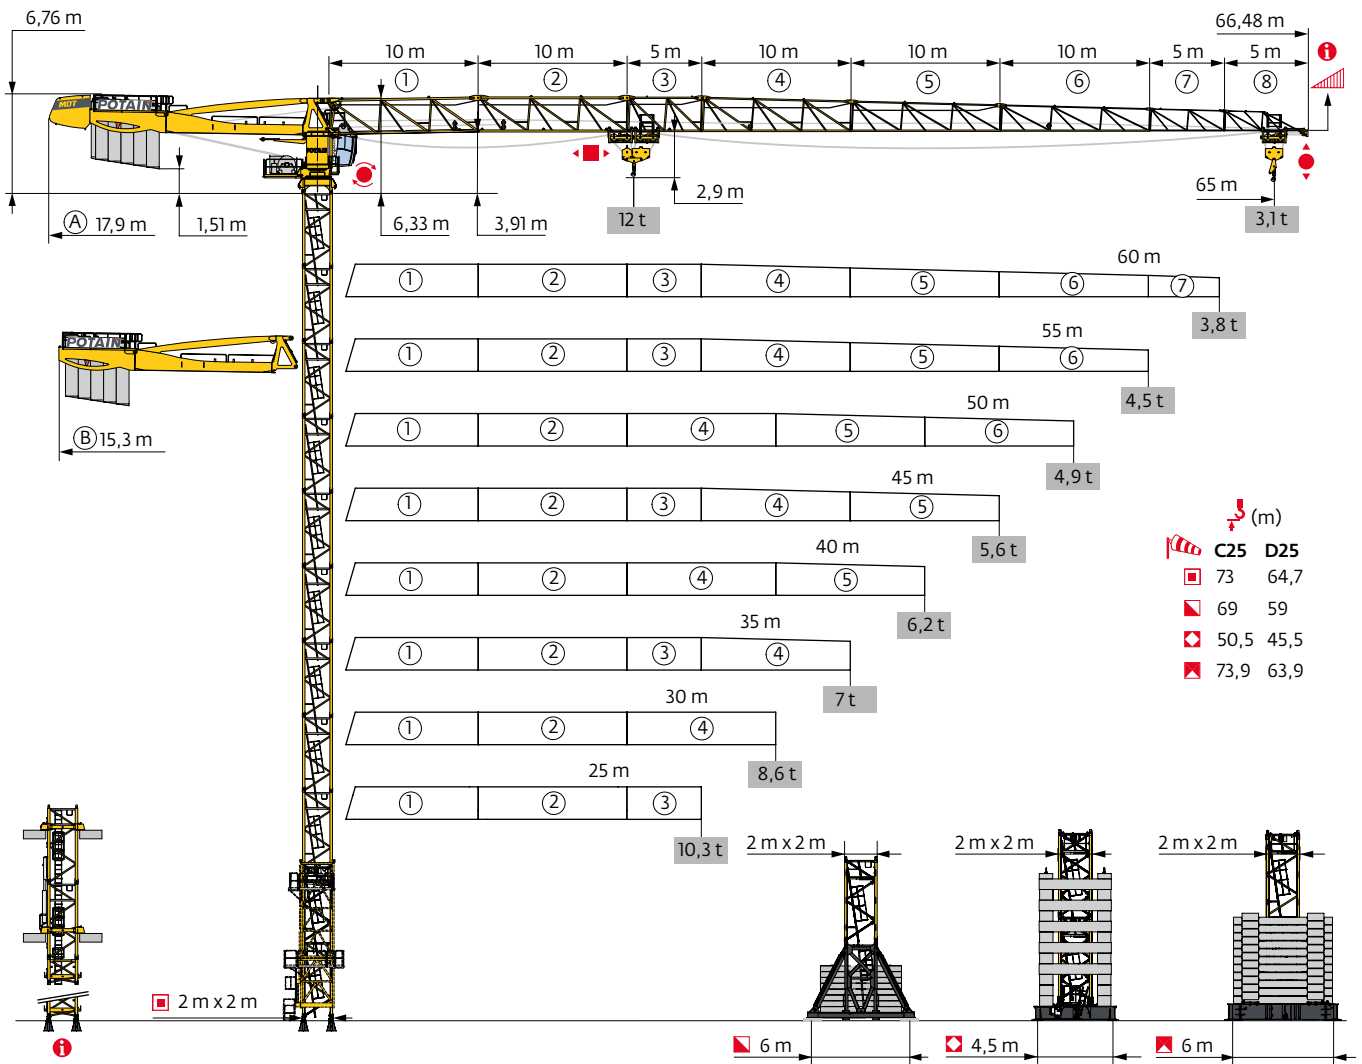 6,76 m
66,48 m
10 m 10 m 5 m 10 m 10 m 10 m 5 m 5 m
1 2 3 4 5 6 7 8
i
MDT POTAIN
POTAIN
2,9 m
65 m
A 17,9 m
1,51 m
6,33 m
3,91 m
12 t
3,1 t
60 m
1 2 3 4 5 6 7
3,8 t
POTAIN
55 m
1 2 3 4 5 6
4,5 t
B 15,3 m
50 m
1 2 4 5 6
4,9 t
45 m
1 2 3 4 5
5,6 t
(m)
C25 D25
73 64,7
69 59
50,5 45,5
73,9 63,9
40 m
1 2 4 5
6,2 t
35 m
1 2 3 4
7 t
30 m
1 2 4
8,6 t
25 m
1 2 3
10,3 t
2 m x 2 m
2 m x 2 m
2 m x 2 m
2 m x 2 m
i
6 m
4,5 m
6 m